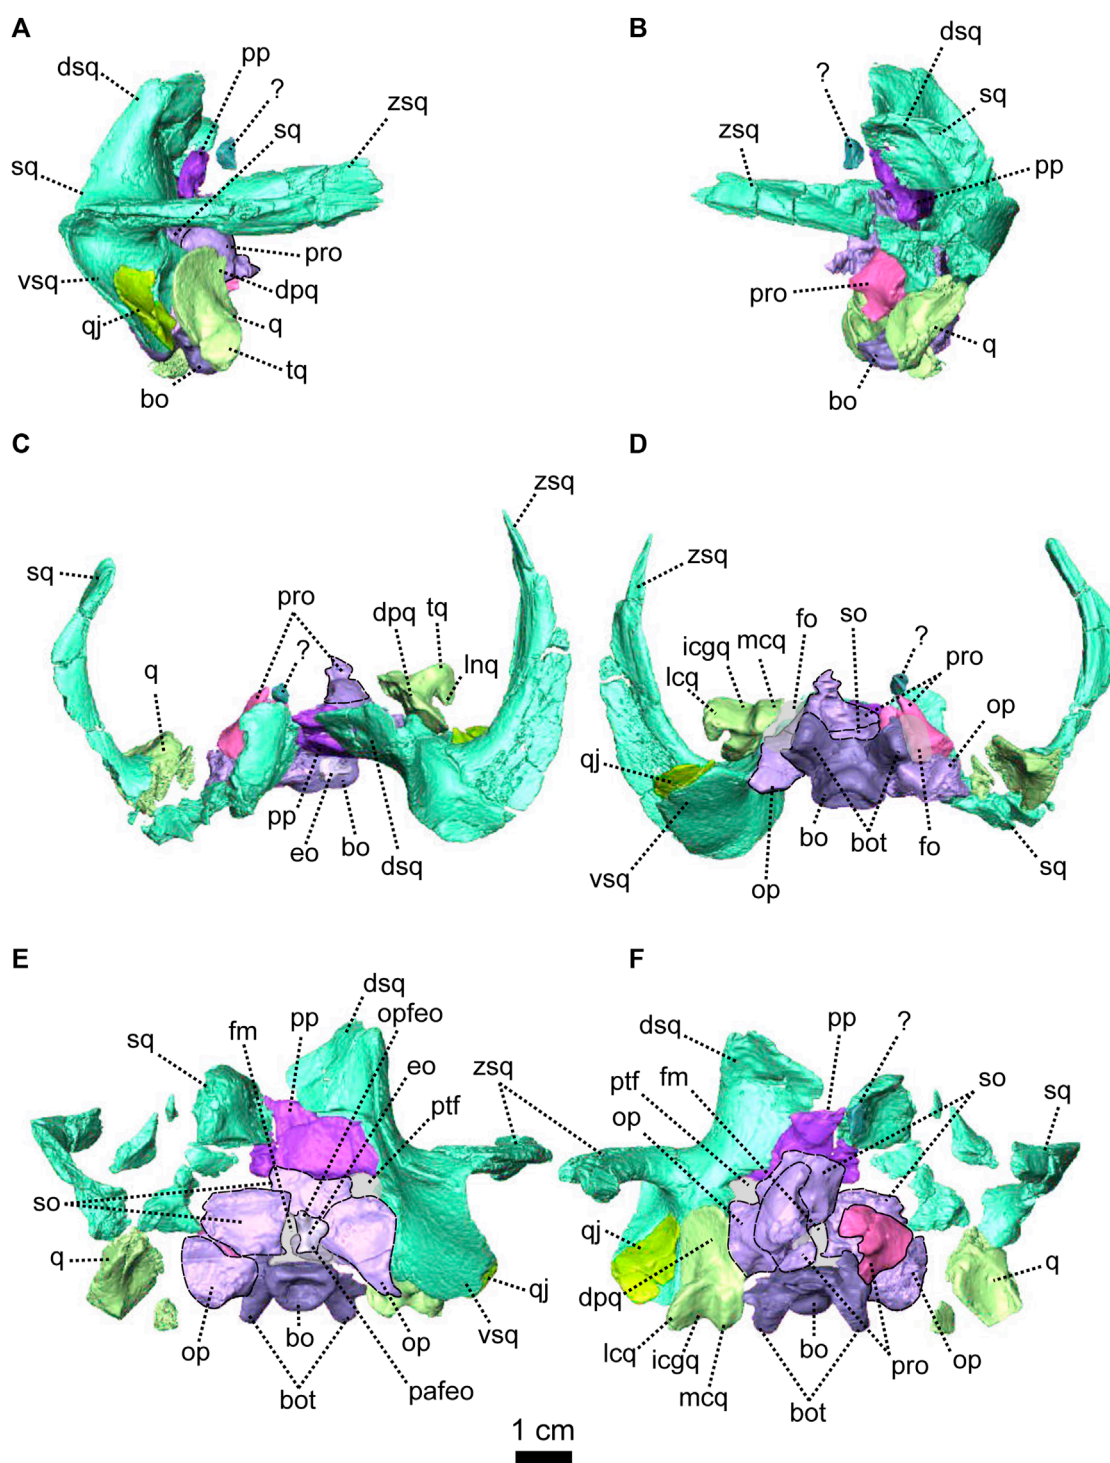 A
pp
dsq
?
zsq
sq
sq
pro
vsq
dpq
qj
q
tq
bo
B
dsq
?
sq
zsq
pp
pro
q
bo
C
zsq
sq
pro
dpq
tq
?
lnq
q
pp
eo
bo
dsq
D
zsq
fo
so
icgq
mcq
?
pro
lcq
op
qj
bo
bot
fo
vsq
op
sq
E
dsq
pp
opfeo
fm
sq
eo
zsq
ptf
so
q
qj
bo
op
vsq
op
bot
pafeo
F
pp
?
dsq
fm
ptf
so
op
sq
qj
q
dpq
bo
lcq
icgq
pro
op
mcq
bot
1 cm